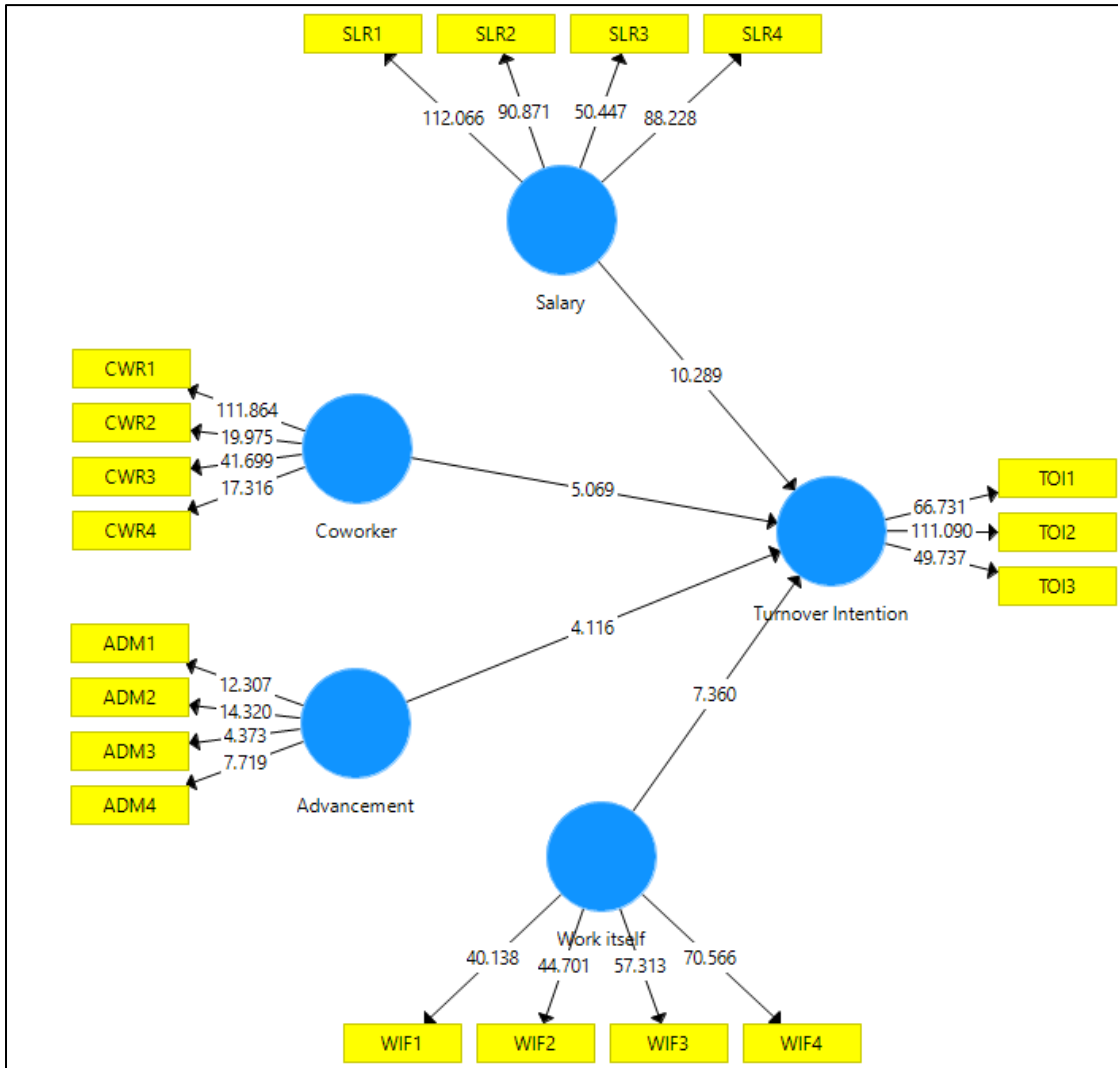 SLR1 SLR2 SLR3 SLR4
112.066 90.871 50.447 88.228
Salary
10.289
CWR1
CWR2
CWR3
CWR4
111.864
19.975
41.699
17.316
Coworker
5.069
TOI1
TOI2
TOI3
66.731
111.090
49.737
Turnover Intention
ADM1
ADM2
ADM3
ADM4
12.307
14.320
4.373
7.719
Advancement
4.116
7.360
Work itself
40.138 44.701 57.313 70.566
WIF1 WIF2 WIF3 WIF4